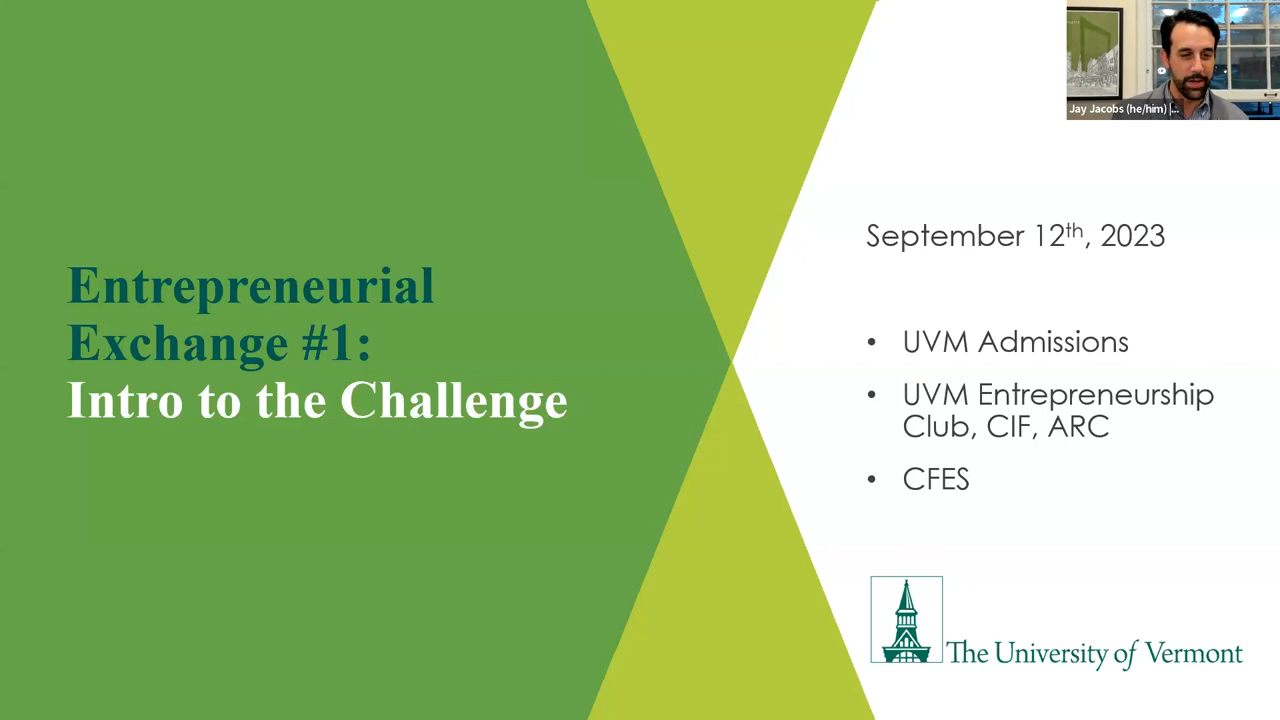 Jay Jacobs (he/him) |...
September 12th, 2023
Entrepreneurial
Exchange #1:
Intro to the Challenge
• UVM Admissions
• UVM Entrepreneurship
Club, CIF, ARC
• CFES
The University of Vermont